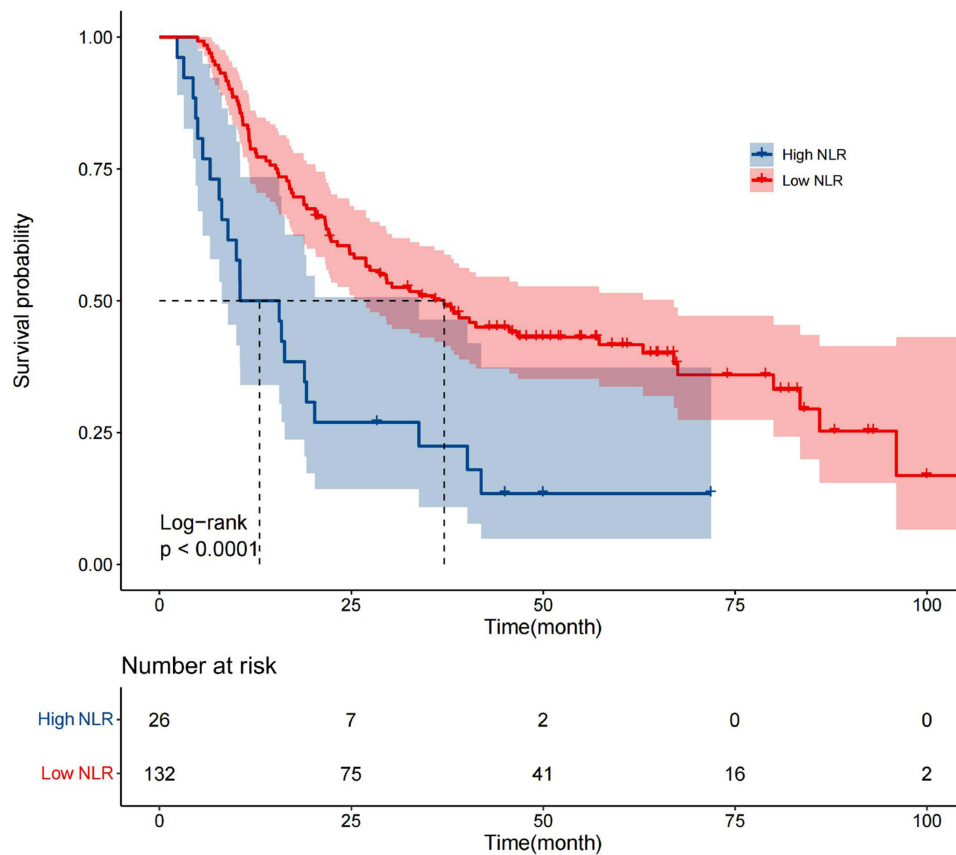 1.00
0.75
0.50
0.25
0.00
Survival probability
High NLR
Low NLR
Log-rank
p < 0.0001
0 25 50 75 100
Time(month)
Number at risk
High NLR 26 7 2 0 0
Low NLR 132 75 41 16 2
0 25 50 75 100
Time(month)